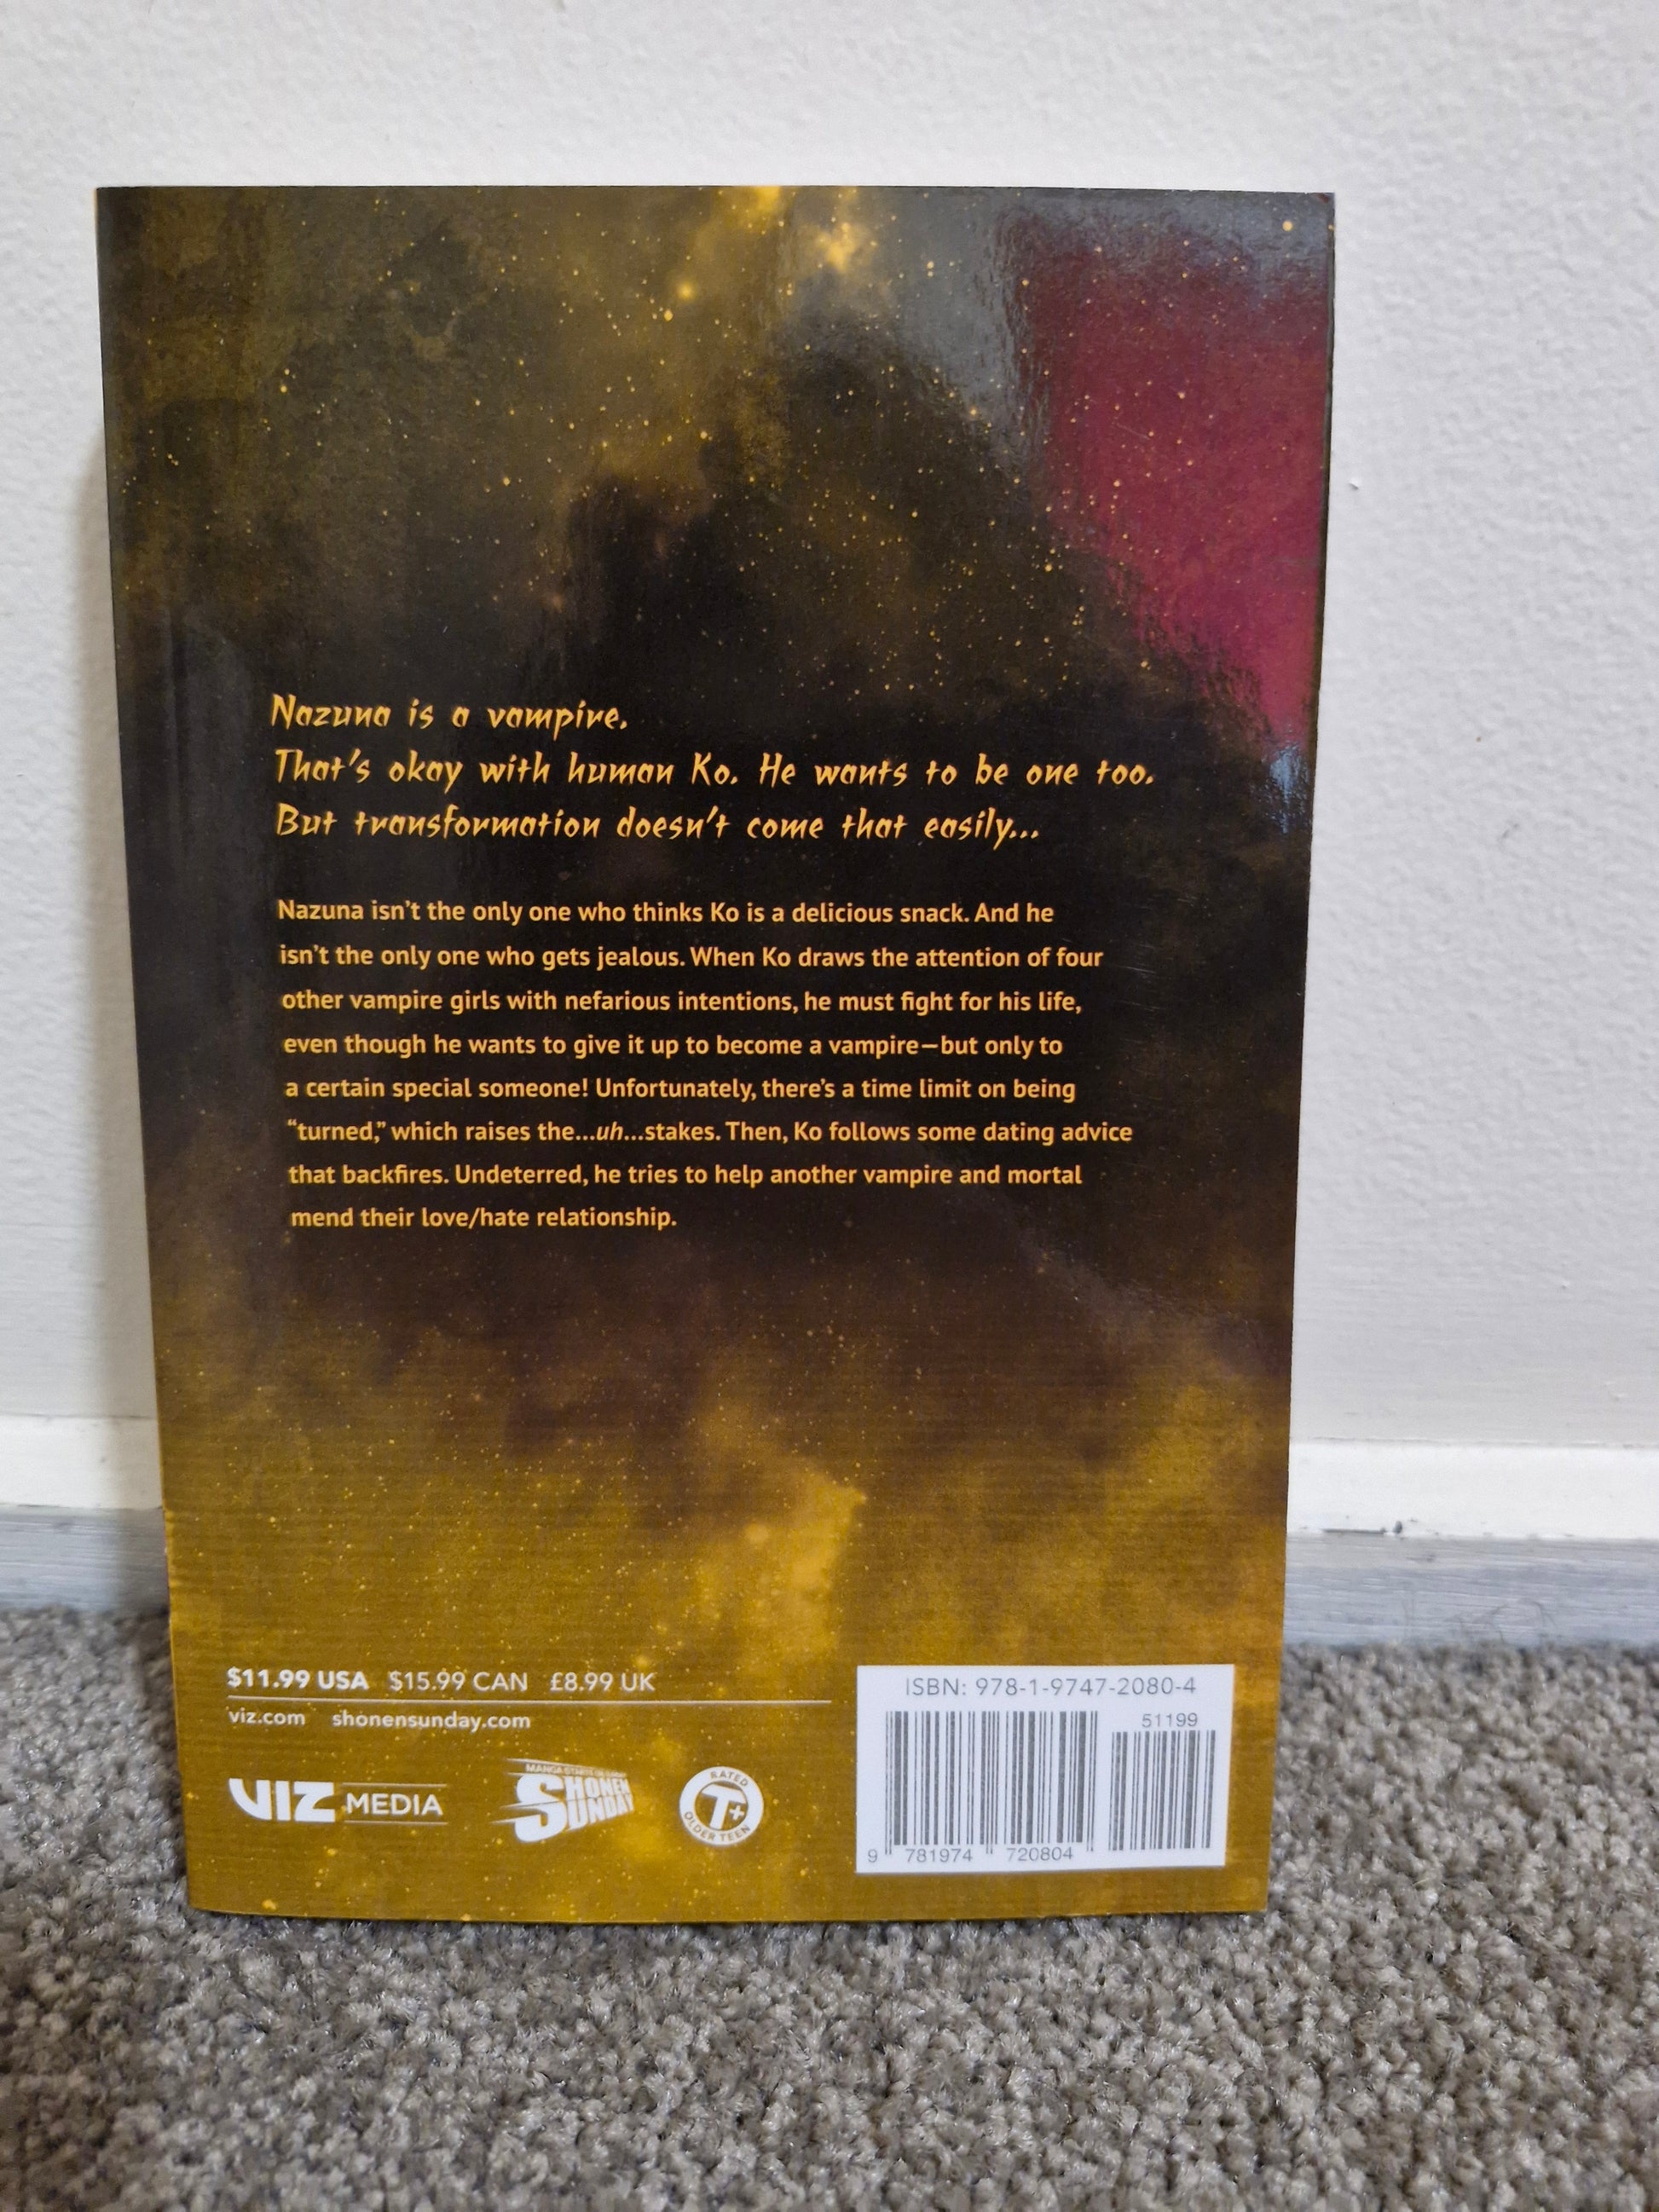 Nazuna is a vampire.
That's okay with human Ko. He wants to be one too.
But transformation doesn't come that easily...
Nazuna isn't the only one who thinks Ko is a delicious snack. And he
isn't the only one who gets jealous. When Ko draws the attention of four
other vampire girls with nefarious intentions, he must fight for his life,
even though he wants to give it up to become a vampire—but only to
a certain special someone! Unfortunately, there's a time limit on being
“turned,” which raises the...uh...stakes. Then, Ko follows some dating advice
that backfires. Undeterred, he tries to help another vampire and mortal
mend their love/hate relationship.
$11.99 USA $15.99 CAN £8.99 UK
viz.com shonensunday.com
VIZ MEDIA
MANGA STARTS ON SUNDAY
SHONEN
SUNDAY
RATED
T+
OLDER TEEN
ISBN: 978-1-9747-2080-4
51199
9 781974 720804